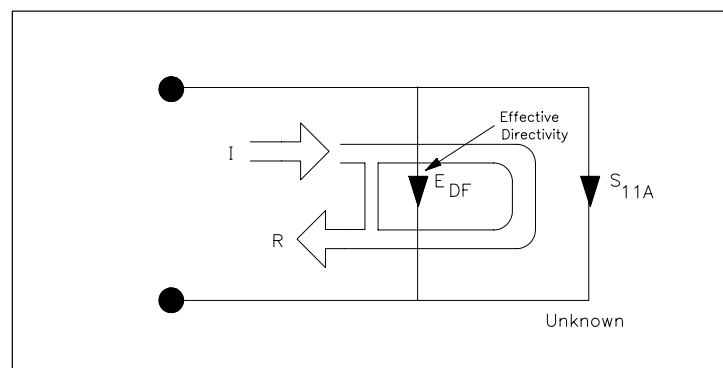 Effective
Directivity
I
E DF
S 11A
R
Unknown